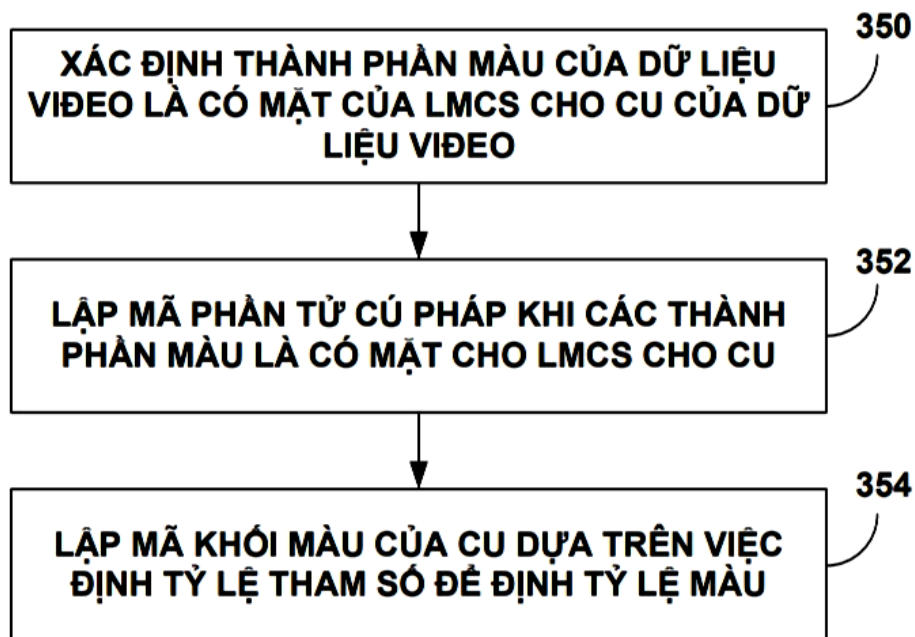 350
XÁC ĐỊNH THÀNH PHẦN MÀU CỦA DỮ LIỆU
VIĐEO LÀ CÓ MẶT CỦA LMCS CHO CU CỦA DỮ
LIỆU VIĐEO
352
LẬP MÃ PHẦN TỬ CÚ PHÁP KHI CÁC THÀNH
PHẦN MÀU LÀ CÓ MẶT CHO LMCS CHO CU
354
LẬP MÃ KHỐI MÀU CỦA CU DỰA TRÊN VIỆC
ĐỊNH TỶ LỆ THAM SỐ ĐỂ ĐỊNH TỶ LỆ MÀU